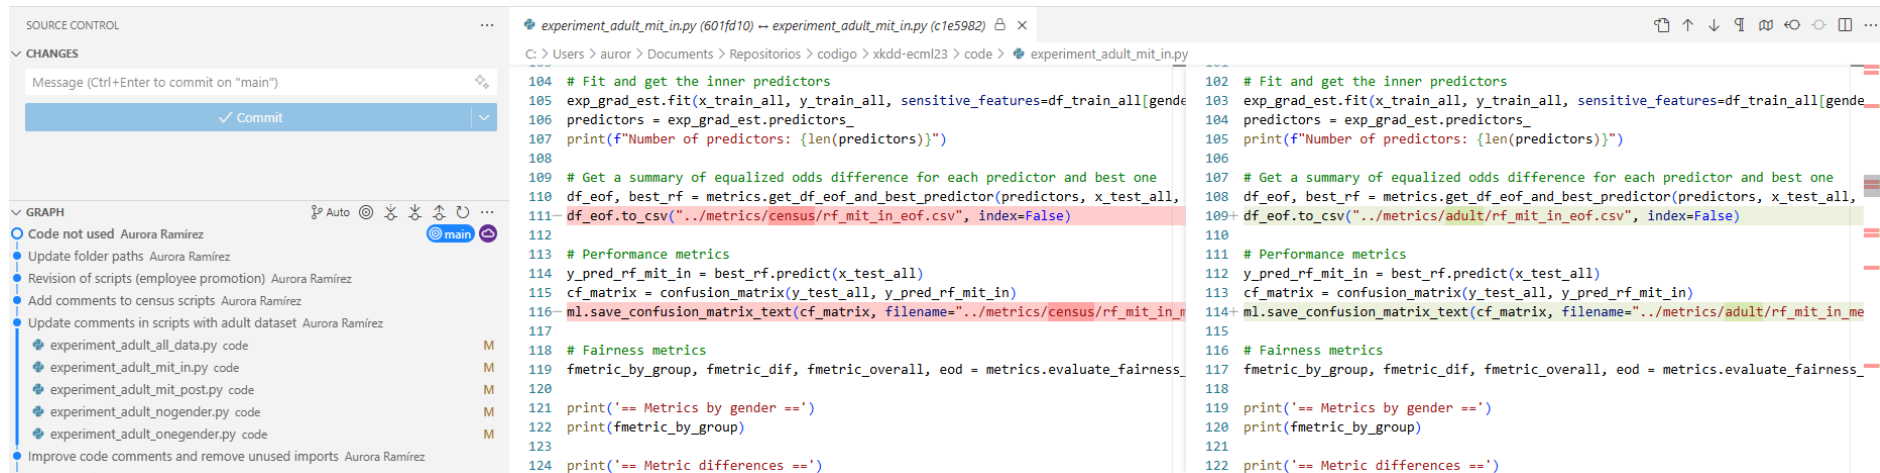 SOURCE CONTROL
CHANGES
Message (Ctrl+Enter to commit on "main")
Commit
GRAPH Auto
Code not used Aurora Ramírez main
Update folder paths Aurora Ramírez
Revision of scripts (employee promotion) Aurora Ramírez
Add comments to census scripts Aurora Ramírez
Update comments in scripts with adult dataset Aurora Ramírez
experiment_adult_all_data.py code M
experiment_adult_mit_in.py code M
experiment_adult_mit_post.py code M
experiment_adult_nogender.py code M
experiment_adult_onegender.py code M
Improve code comments and remove unused imports Aurora Ramírez
experiment_adult_mit_in.py (601fd10) ↔ experiment_adult_mit_in.py (c1e5982)
C: > Users > auror > Documents > Repositorios > codigo > xkdd-ecml23 > code > experiment_adult_mit_in.py
104 # Fit and get the inner predictors
105 exp_grad_est.fit(x_train_all, y_train_all, sensitive_features=df_train_all[gende
106 predictors = exp_grad_est.predictors_
107 print(f"Number of predictors: {len(predictors)}")
108
109 # Get a summary of equalized odds difference for each predictor and best one
110 df_eof, best_rf = metrics.get_df_eof_and_best_predictor(predictors, x_test_all,
111− df_eof.to_csv("../metrics/census/rf_mit_in_eof.csv", index=False)
112
113 # Performance metrics
114 y_pred_rf_mit_in = best_rf.predict(x_test_all)
115 cf_matrix = confusion_matrix(y_test_all, y_pred_rf_mit_in)
116− ml.save_confusion_matrix_text(cf_matrix, filename="../metrics/census/rf_mit_in_m
117
118 # Fairness metrics
119 fmetric_by_group, fmetric_dif, fmetric_overall, eod = metrics.evaluate_fairness_
120
121 print('== Metrics by gender ==')
122 print(fmetric_by_group)
123
124 print('== Metric differences ==')
102 # Fit and get the inner predictors
103 exp_grad_est.fit(x_train_all, y_train_all, sensitive_features=df_train_all[gende
104 predictors = exp_grad_est.predictors_
105 print(f"Number of predictors: {len(predictors)}")
106
107 # Get a summary of equalized odds difference for each predictor and best one
108 df_eof, best_rf = metrics.get_df_eof_and_best_predictor(predictors, x_test_all,
109+ df_eof.to_csv("../metrics/adult/rf_mit_in_eof.csv", index=False)
110
111 # Performance metrics
112 y_pred_rf_mit_in = best_rf.predict(x_test_all)
113 cf_matrix = confusion_matrix(y_test_all, y_pred_rf_mit_in)
114+ ml.save_confusion_matrix_text(cf_matrix, filename="../metrics/adult/rf_mit_in_me
115
116 # Fairness metrics
117 fmetric_by_group, fmetric_dif, fmetric_overall, eod = metrics.evaluate_fairness_
118
119 print('== Metrics by gender ==')
120 print(fmetric_by_group)
121
122 print('== Metric differences ==')